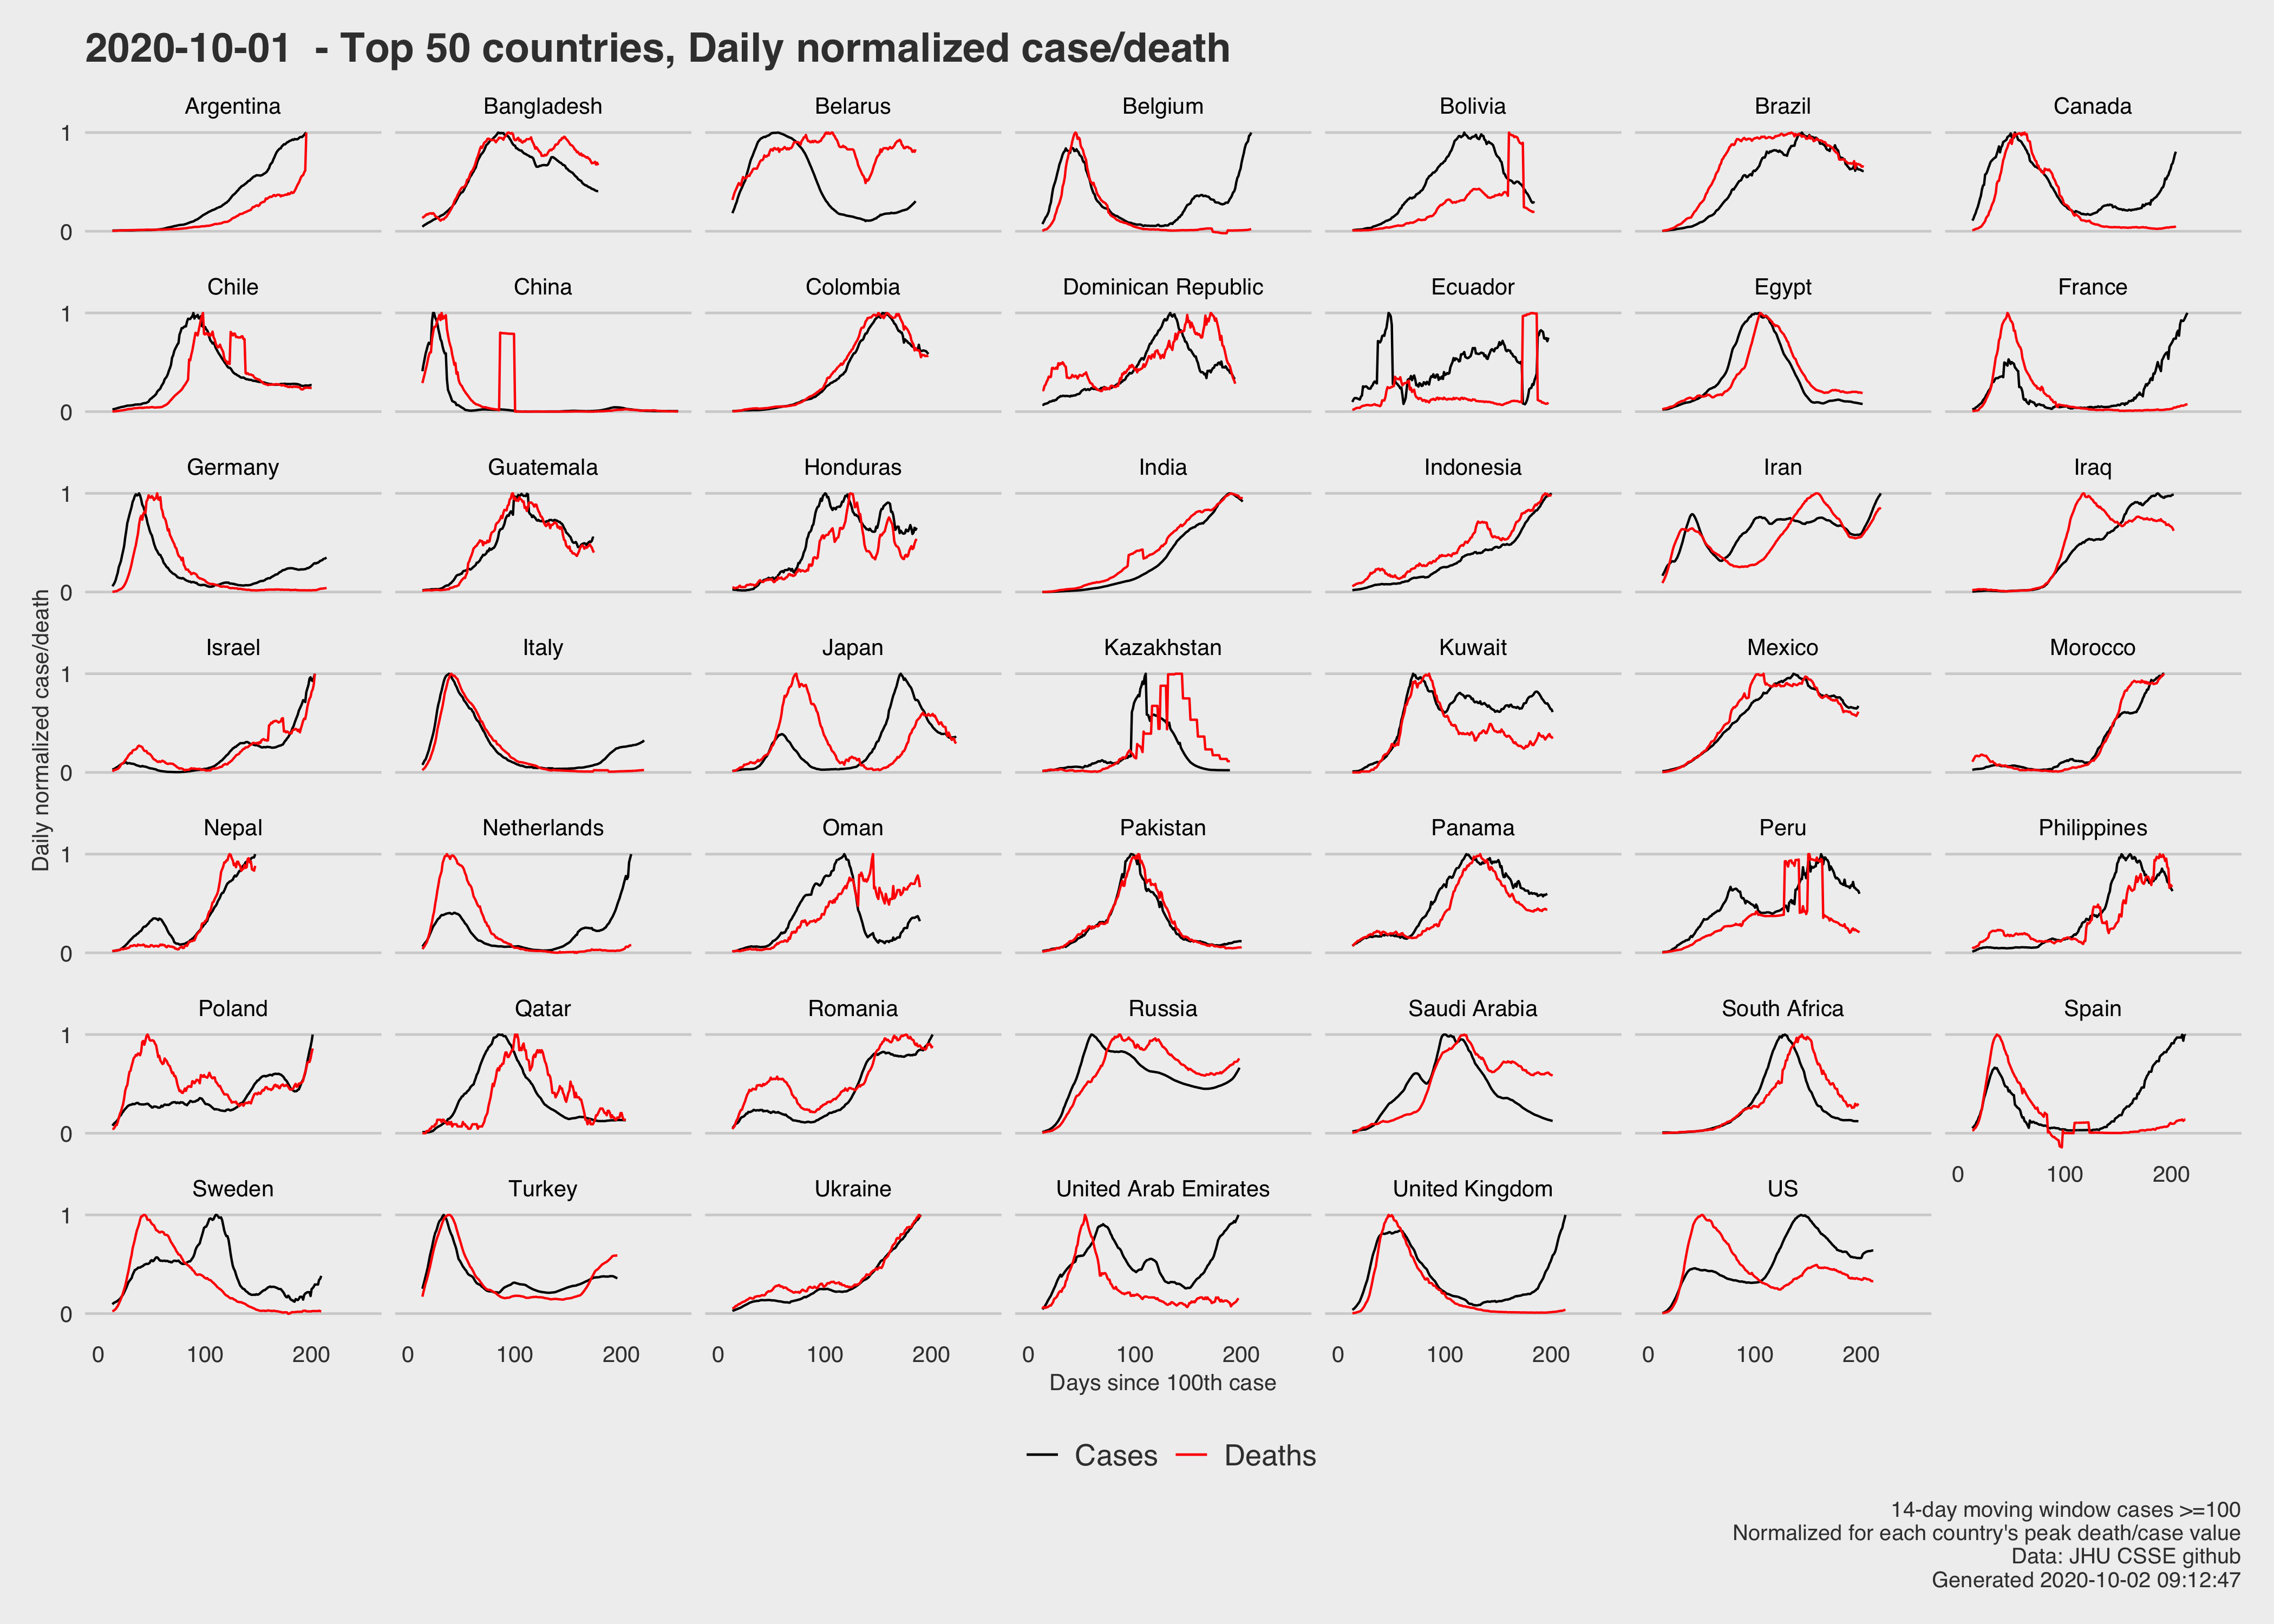 2020-10-01  - Top 50 countries, Daily normalized case/death
Argentina Bangladesh Belarus Belgium Bolivia Brazil Canada
1
0
Chile China Colombia Dominican Republic Ecuador Egypt France
1
0
Germany Guatemala Honduras India Indonesia Iran Iraq
1
0
Israel Italy Japan Kazakhstan Kuwait Mexico Morocco
1
0
Nepal Netherlands Oman Pakistan Panama Peru Philippines
1
0
Poland Qatar Romania Russia Saudi Arabia South Africa Spain
1
0
0 100 200
Sweden Turkey Ukraine United Arab Emirates United Kingdom US
1
0
0 100 200 0 100 200 0 100 200 0 100 200 0 100 200 0 100 200
Daily normalized case/death
Days since 100th case
Cases Deaths
14-day moving window cases >=100
Normalized for each country's peak death/case value
Data: JHU CSSE github
Generated 2020-10-02 09:12:47